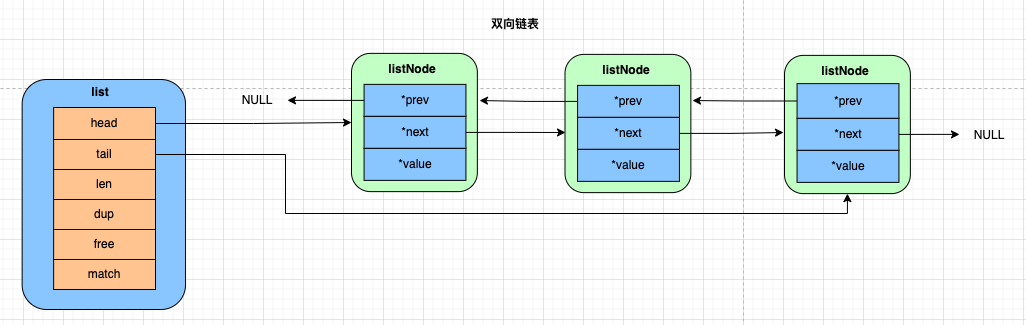 双向链表
list
head
tail
len
dup
free
match
NULL
listNode
*prev
*next
*value
listNode
*prev
*next
*value
listNode
*prev
*next
*value
NULL